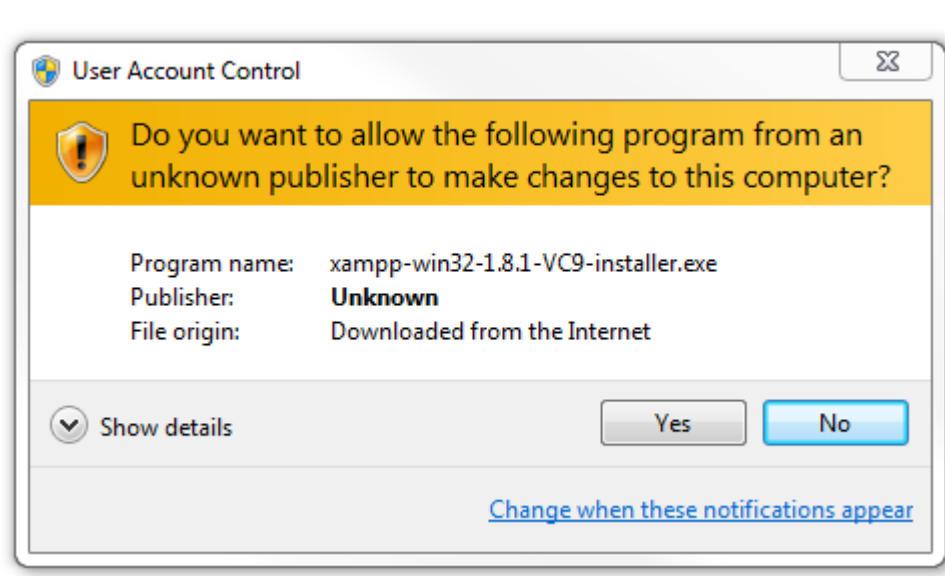 User Account Control
Do you want to allow the following program from an
unknown publisher to make changes to this computer?
Program name: xampp-win32-1.8.1-VC9-installer.exe
Publisher: Unknown
File origin: Downloaded from the Internet
Show details Yes No
Change when these notifications appear